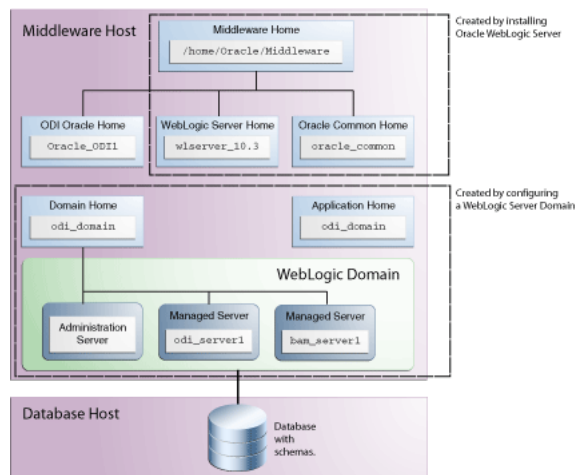 Middleware Host
Middleware Home
/home/Oracle/Middleware
Created by installing
Oracle WebLogic Server
ODI Oracle Home
Oracle_ODI1
WebLogic Server Home
wlserver_10.3
Oracle Common Home
oracle_common
Created by configuring
a WebLogic Server Domain
Domain Home
odi_domain
Application Home
odi_domain
WebLogic Domain
Administration
Server
Managed Server
odi_server1
Managed Server
bam_server1
Database Host
Database
with
schemas.